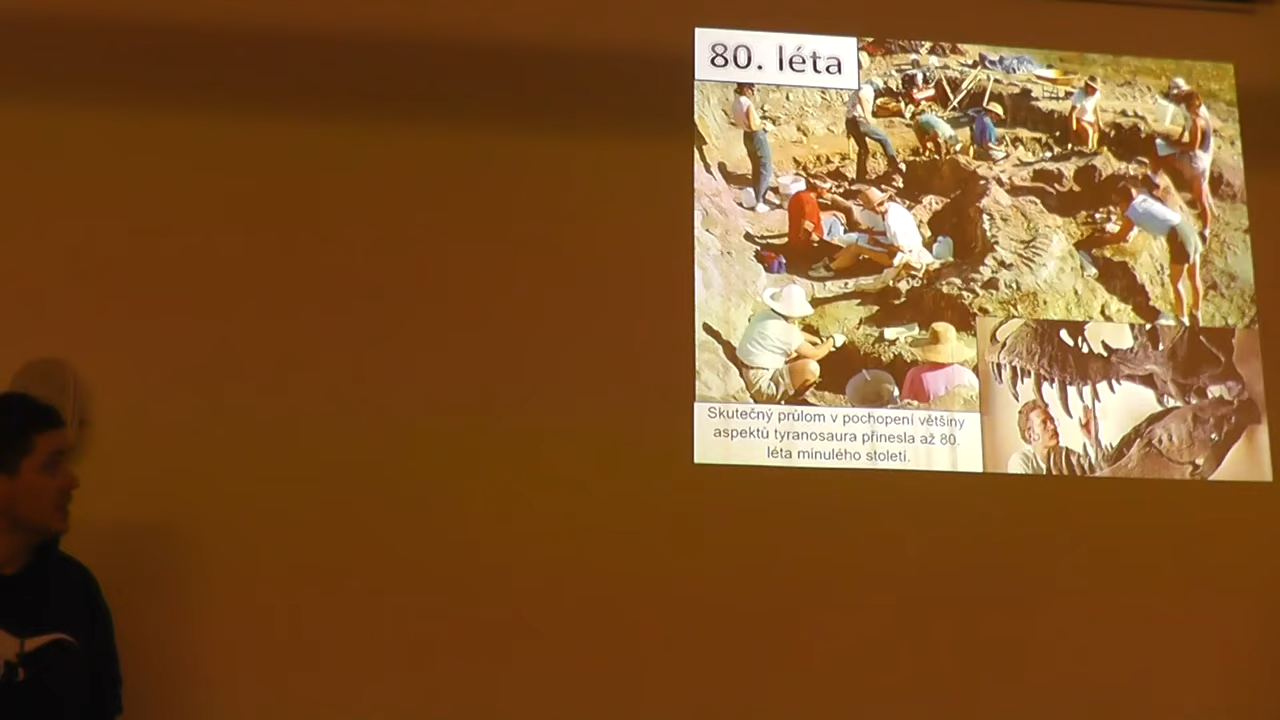 80. léta
Skutečný průlom v pochopení většiny
aspektů tyranosaura přinesla až 80.
léta minulého století.